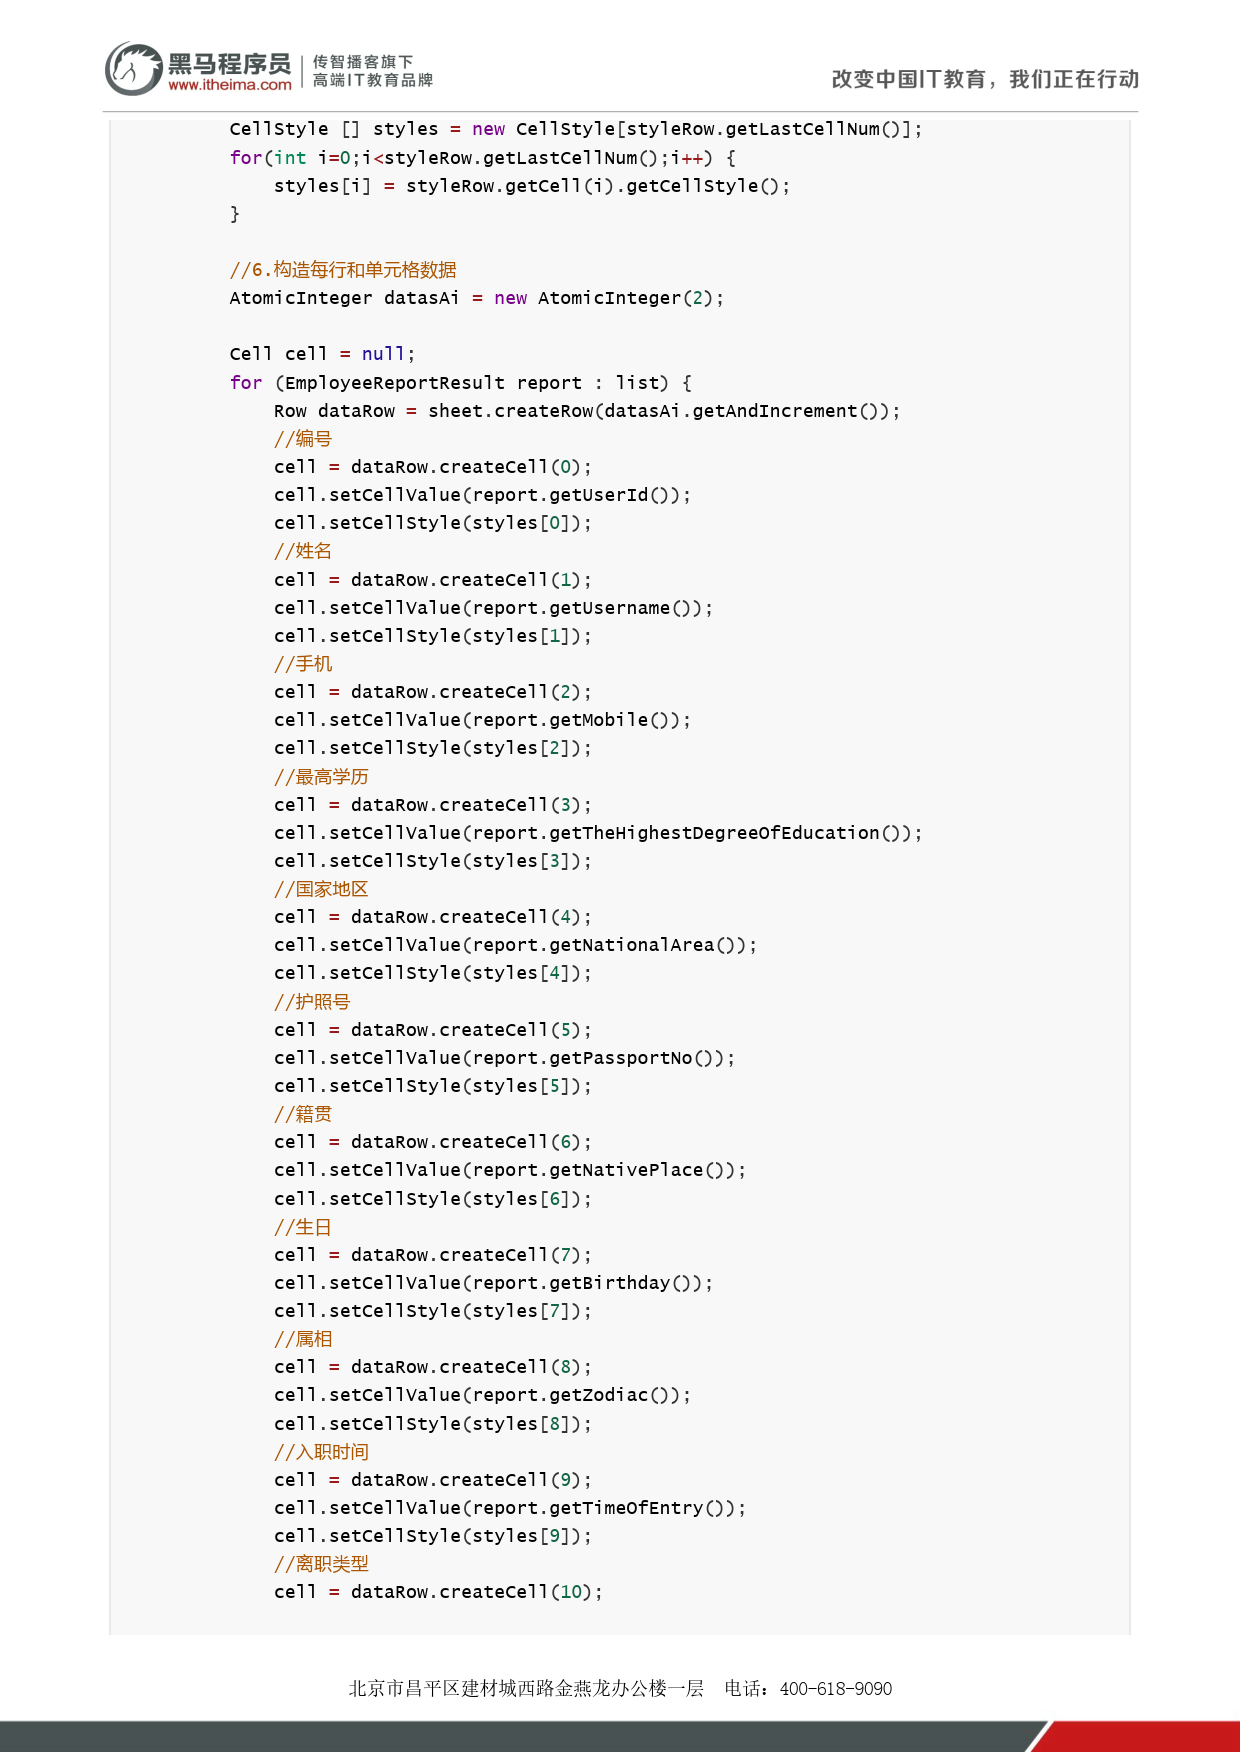 黑马程序员
www.itheima.com
传智播客旗下
高端IT教育品牌
改变中国IT教育，我们正在行动
CellStyle [] styles = new CellStyle[styleRow.getLastCellNum()];
for(int i=0;i<styleRow.getLastCellNum();i++) {
    styles[i] = styleRow.getCell(i).getCellStyle();
}
//6.构造每行和单元格数据
AtomicInteger datasAi = new AtomicInteger(2);
Cell cell = null;
for (EmployeeReportResult report : list) {
    Row dataRow = sheet.createRow(datasAi.getAndIncrement());
    //编号
    cell = dataRow.createCell(0);
    cell.setCellValue(report.getUserId());
    cell.setCellStyle(styles[0]);
    //姓名
    cell = dataRow.createCell(1);
    cell.setCellValue(report.getUsername());
    cell.setCellStyle(styles[1]);
    //手机
    cell = dataRow.createCell(2);
    cell.setCellValue(report.getMobile());
    cell.setCellStyle(styles[2]);
    //最高学历
    cell = dataRow.createCell(3);
    cell.setCellValue(report.getTheHighestDegreeOfEducation());
    cell.setCellStyle(styles[3]);
    //国家地区
    cell = dataRow.createCell(4);
    cell.setCellValue(report.getNationalArea());
    cell.setCellStyle(styles[4]);
    //护照号
    cell = dataRow.createCell(5);
    cell.setCellValue(report.getPassportNo());
    cell.setCellStyle(styles[5]);
    //籍贯
    cell = dataRow.createCell(6);
    cell.setCellValue(report.getNativePlace());
    cell.setCellStyle(styles[6]);
    //生日
    cell = dataRow.createCell(7);
    cell.setCellValue(report.getBirthday());
    cell.setCellStyle(styles[7]);
    //属相
    cell = dataRow.createCell(8);
    cell.setCellValue(report.getZodiac());
    cell.setCellStyle(styles[8]);
    //入职时间
    cell = dataRow.createCell(9);
    cell.setCellValue(report.getTimeOfEntry());
    cell.setCellStyle(styles[9]);
    //离职类型
    cell = dataRow.createCell(10);
北京市昌平区建材城西路金燕龙办公楼一层 电话：400-618-9090